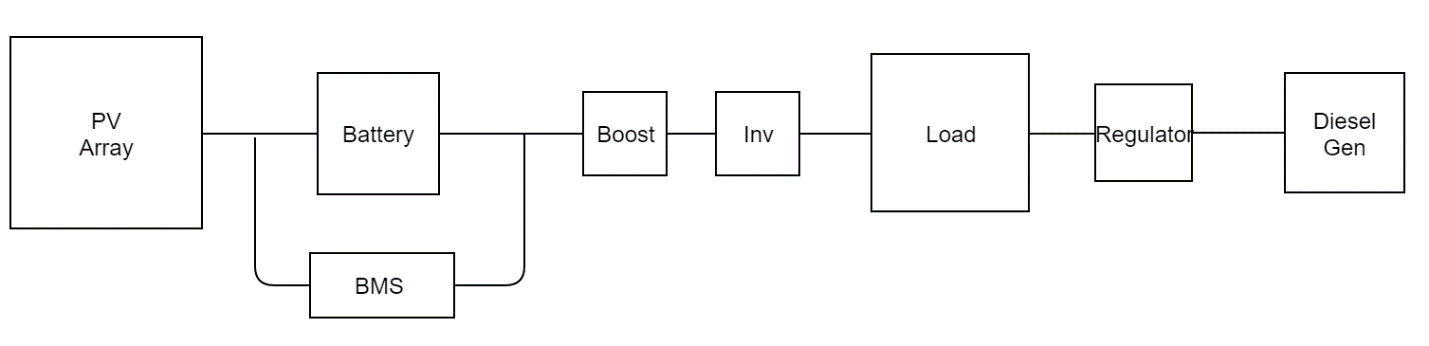 PV
Array
Battery
BMS
Boost
Inv
Load
Regulator
Diesel
Gen